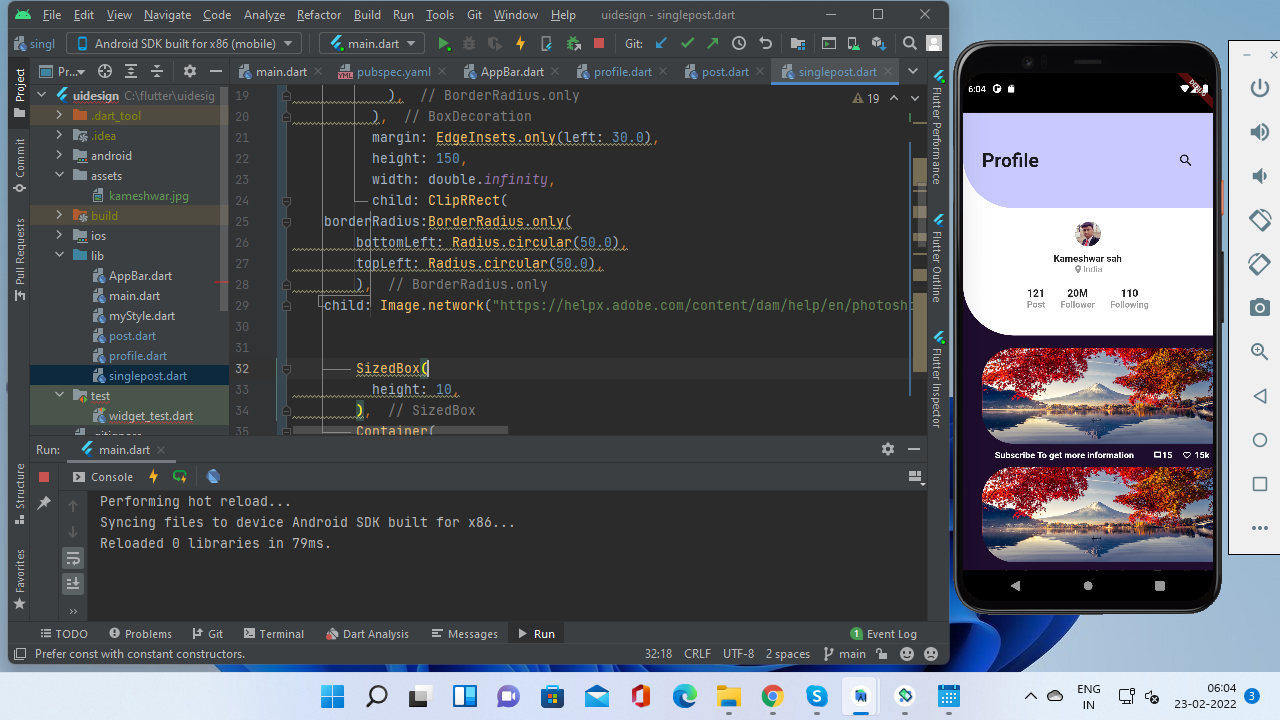 File Edit View Navigate Code Analyze Refactor Build Run Tools Git Window Help uidesign - singlepost.dart
singl Android SDK built for x86 (mobile) main.dart Git:
Project Pr... main.dart pubspec.yaml AppBar.dart profile.dart post.dart singlepost.dart
uidesign C:\flutter\uidesig
.dart_tool
.idea
android
assets
kameshwar.jpg
build
ios
lib
AppBar.dart
main.dart
myStyle.dart
post.dart
profile.dart
singlepost.dart
test
widget_test.dart
.gitignore
Commit
Pull Requests
19 ), // BorderRadius.only
20 ), // BoxDecoration
21 margin: EdgeInsets.only(left: 30.0),
22 height: 150,
23 width: double.infinity,
24 child: ClipRRect(
25 borderRadius:BorderRadius.only(
26 bottomLeft: Radius.circular(50.0),
27 topLeft: Radius.circular(50.0),
28 ), // BorderRadius.only
29 child: Image.network("https://helpx.adobe.com/content/dam/help/en/photosho
30
31
32 SizedBox(
33 height: 10,
34 ), // SizedBox
35 Container(
19
Flutter Performance
Flutter Outline
Flutter Inspector
Run: main.dart
Console
Performing hot reload...
Syncing files to device Android SDK built for x86...
Reloaded 0 libraries in 79ms.
Structure
Favorites
TODO Problems Git Terminal Dart Analysis Messages Run 1 Event Log
Prefer const with constant constructors. 32:18 CRLF UTF-8 2 spaces main
6:04
DEBUG
Profile
Kameshwar sah
India
121 20M 110
Post Follower Following
Subscribe To get more information 15 15k
ENG
IN
06:04
23-02-2022
3